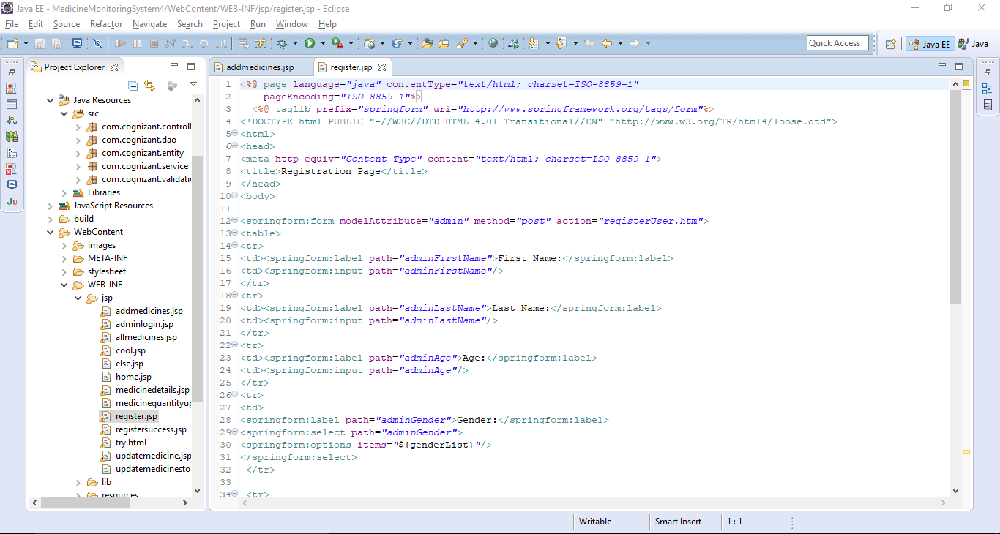 Java EE - MedicineMonitoringSystem4/WebContent/WEB-INF/jsp/register.jsp - Eclipse
File Edit Source Refactor Navigate Search Project Run Window Help
Quick Access
Java EE
Java
Project Explorer
Java Resources
src
com.cognizant.controll
com.cognizant.dao
com.cognizant.entity
com.cognizant.service
com.cognizant.validati
Libraries
JavaScript Resources
build
WebContent
images
META-INF
stylesheet
WEB-INF
jsp
addmedicines.jsp
adminlogin.jsp
allmedicines.jsp
cool.jsp
else.jsp
home.jsp
medicinedetails.jsp
medicinequantityup
register.jsp
registersuccess.jsp
try.html
updatemedicine.jsp
updatemedicinesto
lib
resources
JU
addmedicines.jsp register.jsp
1 <%@ page language="java" contentType="text/html; charset=ISO-8859-1"
2 pageEncoding="ISO-8859-1"%>
3 <%@ taglib prefix="springform" uri="http://www.springframework.org/tags/form"%>
4 <!DOCTYPE html PUBLIC "-//W3C//DTD HTML 4.01 Transitional//EN" "http://www.w3.org/TR/html4/loose.dtd">
5 <html>
6 <head>
7 <meta http-equiv="Content-Type" content="text/html; charset=ISO-8859-1">
8 <title>Registration Page</title>
9 </head>
10 <body>
11
12 <springform:form modelAttribute="admin" method="post" action="registerUser.htm">
13 <table>
14 <tr>
15 <td><springform:label path="adminFirstName">First Name:</springform:label>
16 <td><springform:input path="adminFirstName"/>
17 </tr>
18 <tr>
19 <td><springform:label path="adminLastName">Last Name:</springform:label>
20 <td><springform:input path="adminLastName"/>
21 </tr>
22 <tr>
23 <td><springform:label path="adminAge">Age:</springform:label>
24 <td><springform:input path="adminAge"/>
25 </tr>
26 <tr>
27 <td>
28 <springform:label path="adminGender">Gender:</springform:label>
29 <springform:select path="adminGender">
30 <springform:options items="${genderList}"/>
31 </springform:select>
32 </tr>
33
34 <tr>
Writable Smart Insert 1 : 1